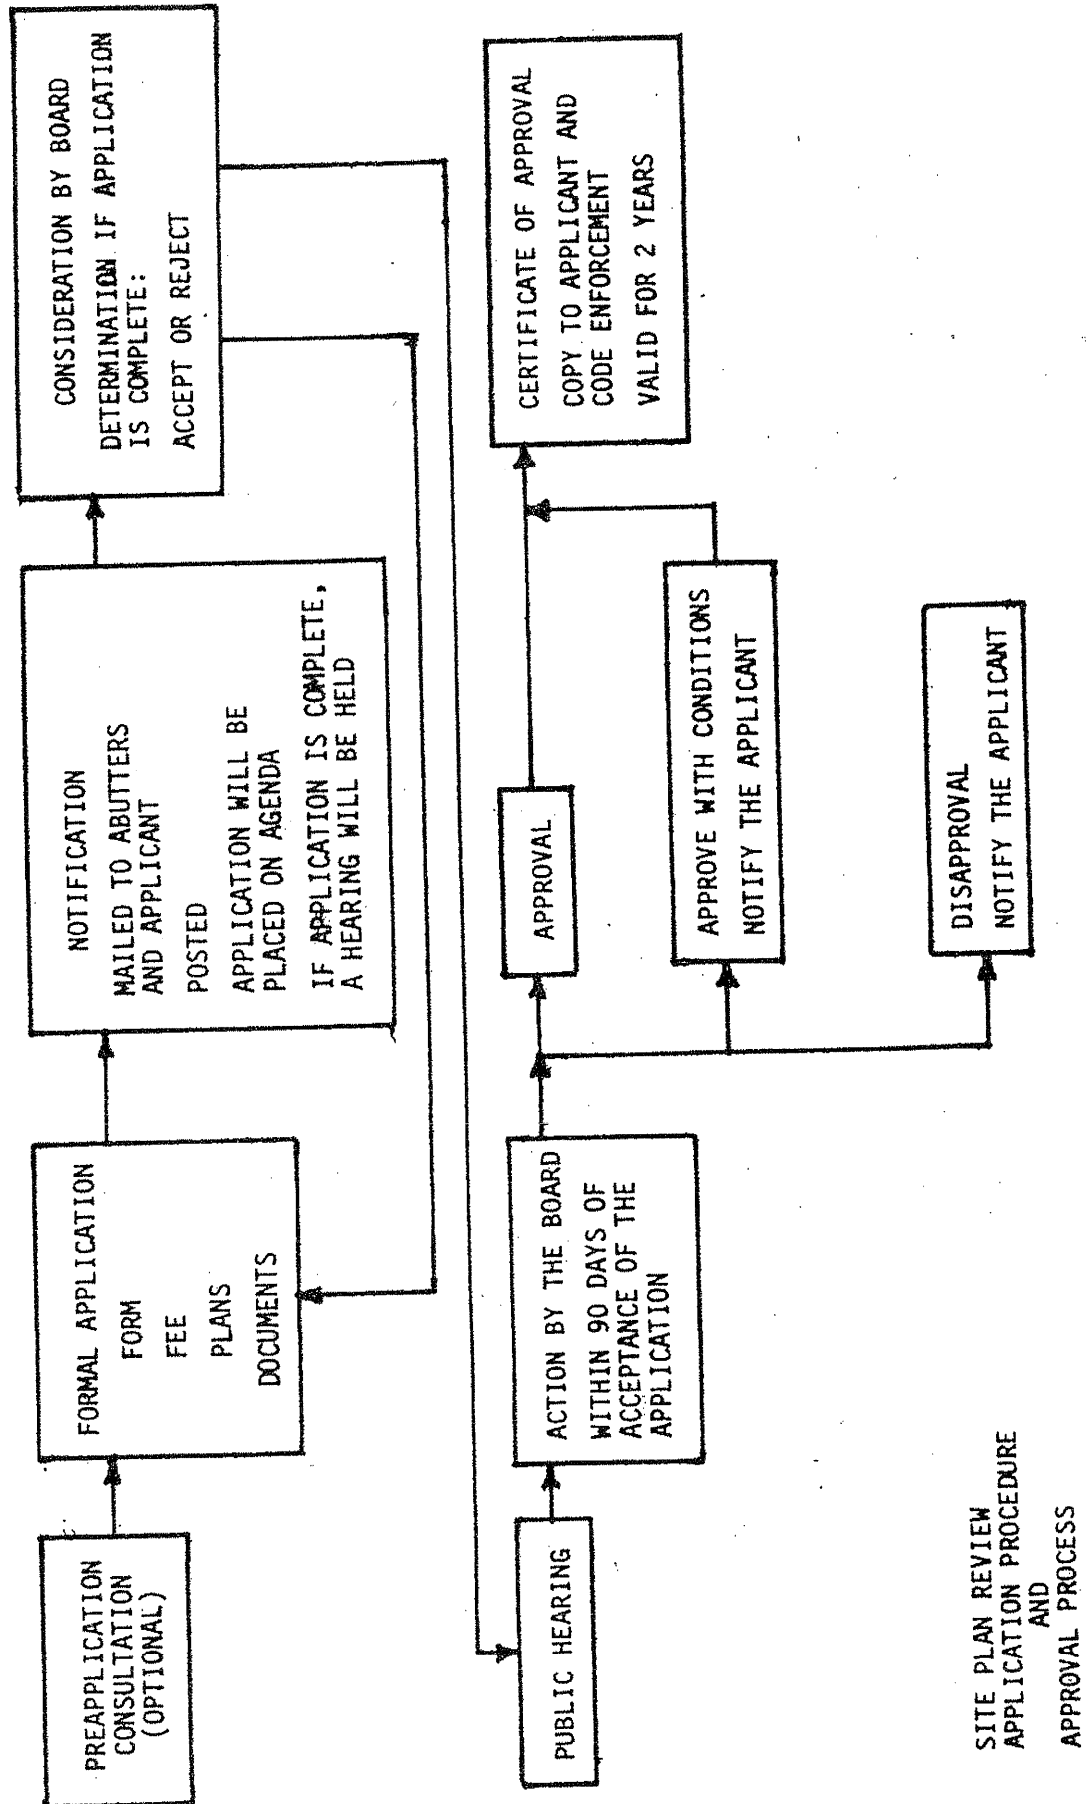 PREAPPLICATION
CONSULTATION
(OPTIONAL)
FORMAL APPLICATION
FORM
FEE
PLANS
DOCUMENTS
NOTIFICATION
MAILED TO ABUTTERS
AND APPLICANT
POSTED
APPLICATION WILL BE
PLACED ON AGENDA
IF APPLICATION IS COMPLETE,
A HEARING WILL BE HELD
CONSIDERATION BY BOARD
DETERMINATION IF APPLICATION
IS COMPLETE:
ACCEPT OR REJECT
PUBLIC HEARING
ACTION BY THE BOARD
WITHIN 90 DAYS OF
ACCEPTANCE OF THE
APPLICATION
APPROVAL
APPROVE WITH CONDITIONS
NOTIFY THE APPLICANT
DISAPPROVAL
NOTIFY THE APPLICANT
CERTIFICATE OF APPROVAL
COPY TO APPLICANT AND
CODE ENFORCEMENT
VALID FOR 2 YEARS
SITE PLAN REVIEW
APPLICATION PROCEDURE
AND
APPROVAL PROCESS